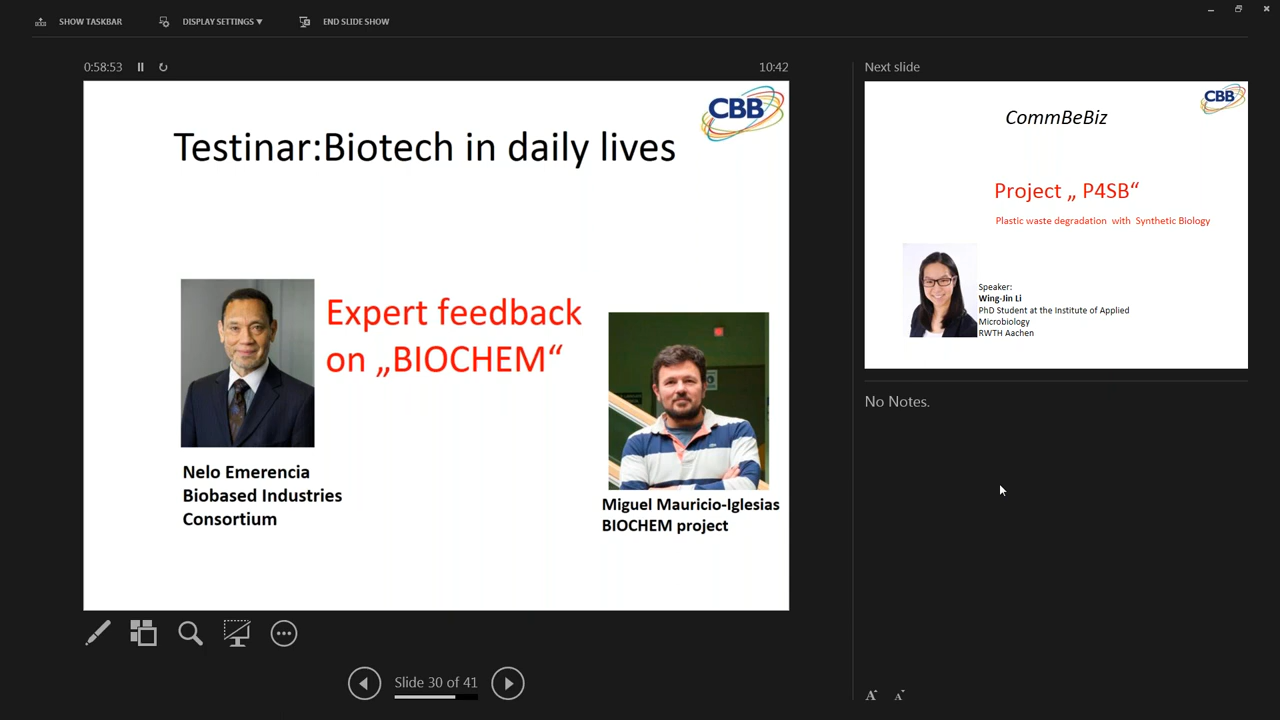 SHOW TASKBAR
DISPLAY SETTINGS ▼
END SLIDE SHOW
0:58:53
10:42
CBB
Testinar:Biotech in daily lives
Expert feedback
on „BIOCHEM“
Nelo Emerencia
Biobased Industries
Consortium
Miguel Mauricio-Iglesias
BIOCHEM project
Slide 30 of 41
Next slide
CBB
CommBeBiz
Project „ P4SB“
Plastic waste degradation with Synthetic Biology
Speaker:
Wing-Jin Li
PhD Student at the Institute of Applied
Microbiology
RWTH Aachen
No Notes.
A A